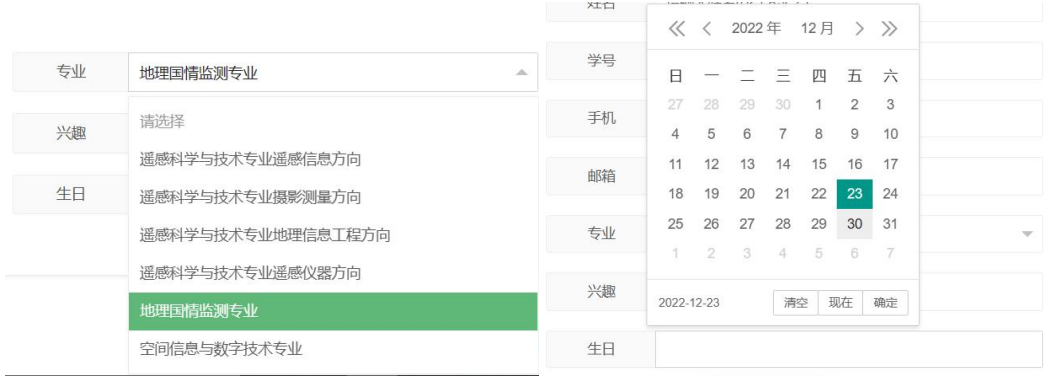 专业
地理国情监测专业
请选择
兴趣
遥感科学与技术专业遥感信息方向
生日
遥感科学与技术专业摄影测量方向
遥感科学与技术专业地理信息工程方向
遥感科学与技术专业遥感仪器方向
地理国情监测专业
空间信息与数字技术专业
姓名
2022 年 12 月
学号
日 一 二 三 四 五 六
27 28 29 30 1 2 3
手机
4 5 6 7 8 9 10
11 12 13 14 15 16 17
邮箱
18 19 20 21 22 23 24
25 26 27 28 29 30 31
专业
1 2 3 4 5 6 7
兴趣
2022-12-23 清空 现在 确定
生日